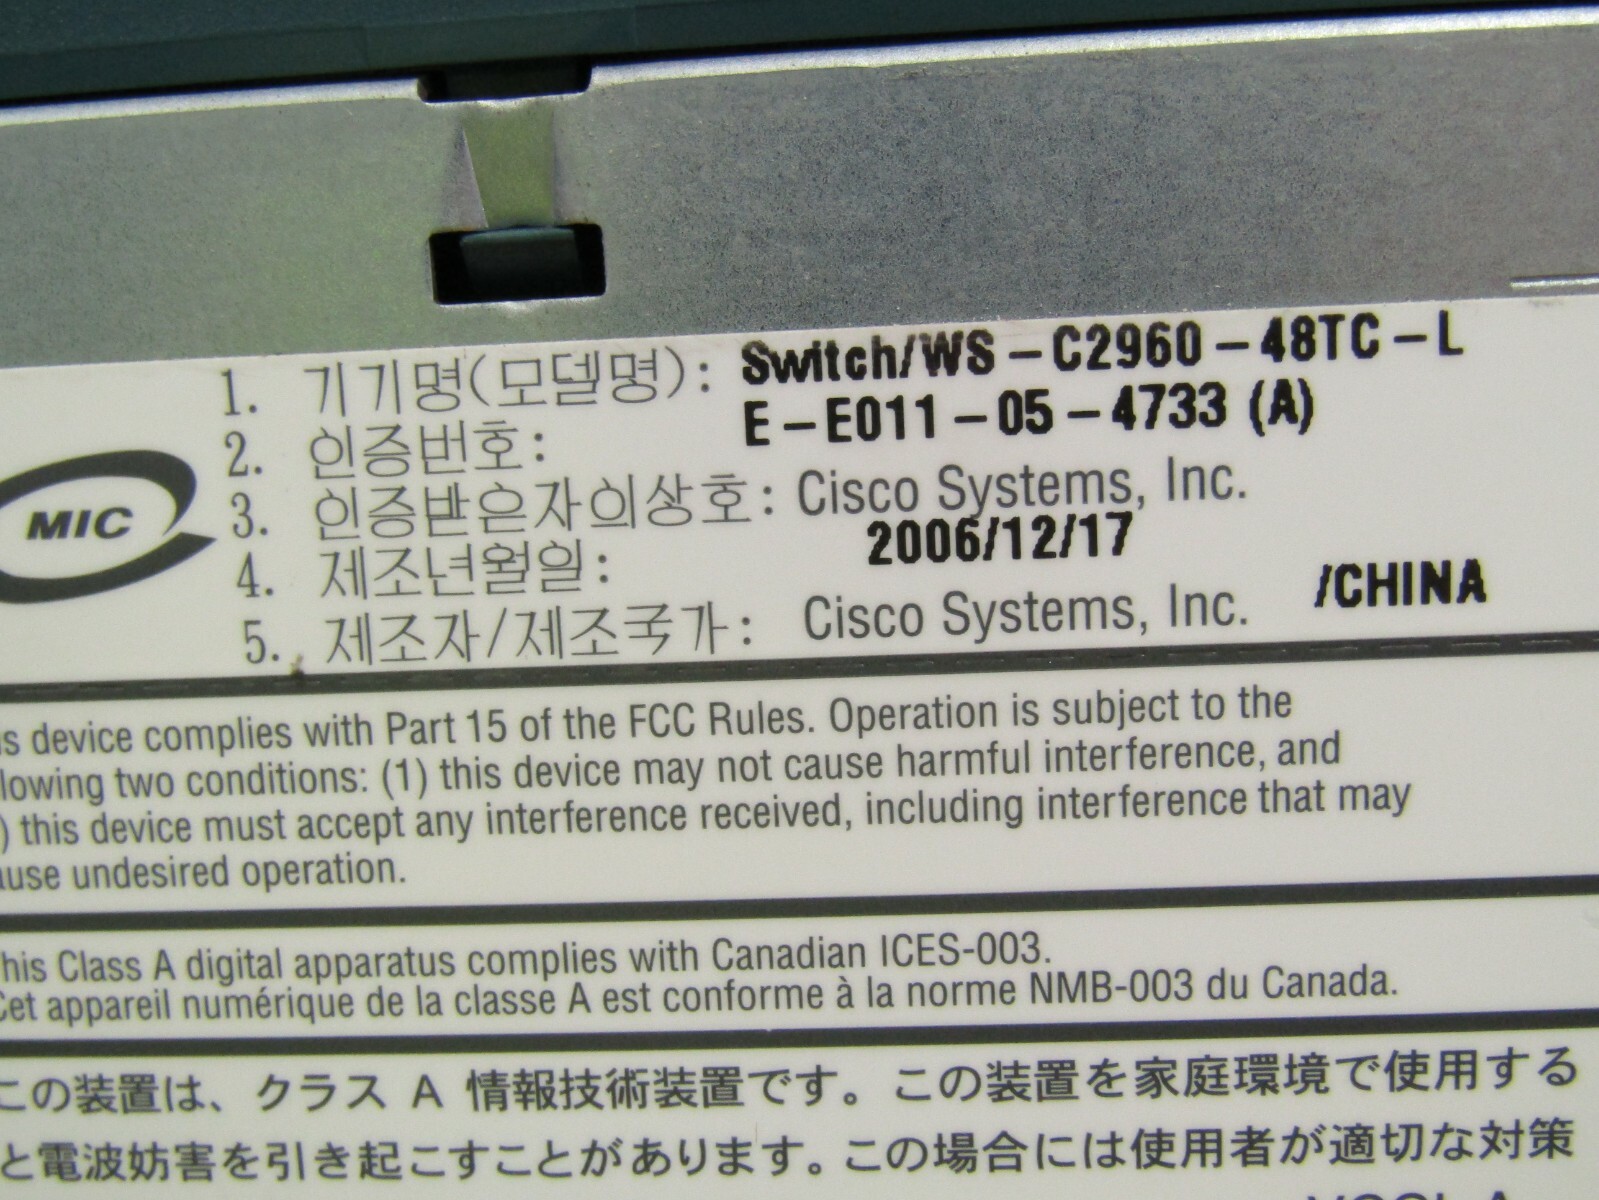 1. 기기명(모델명): Switch/WS-C2960-48TC-L
2. 인증번호: E-E011-05-4733 (A)
3. 인증받은자의상호: Cisco Systems, Inc.
4. 제조년월일: 2006/12/17
5. 제조자/제조국가: Cisco Systems, Inc. /CHINA
MIC
s device complies with Part 15 of the FCC Rules. Operation is subject to the
lowing two conditions: (1) this device may not cause harmful interference, and
) this device must accept any interference received, including interference that may
use undesired operation.
his Class A digital apparatus complies with Canadian ICES-003.
Cet appareil numérique de la classe A est conforme à la norme NMB-003 du Canada.
この装置は、クラス A 情報技術装置です。この装置を家庭環境で使用する
と電波妨害を引き起こすことがあります。この場合には使用者が適切な対策